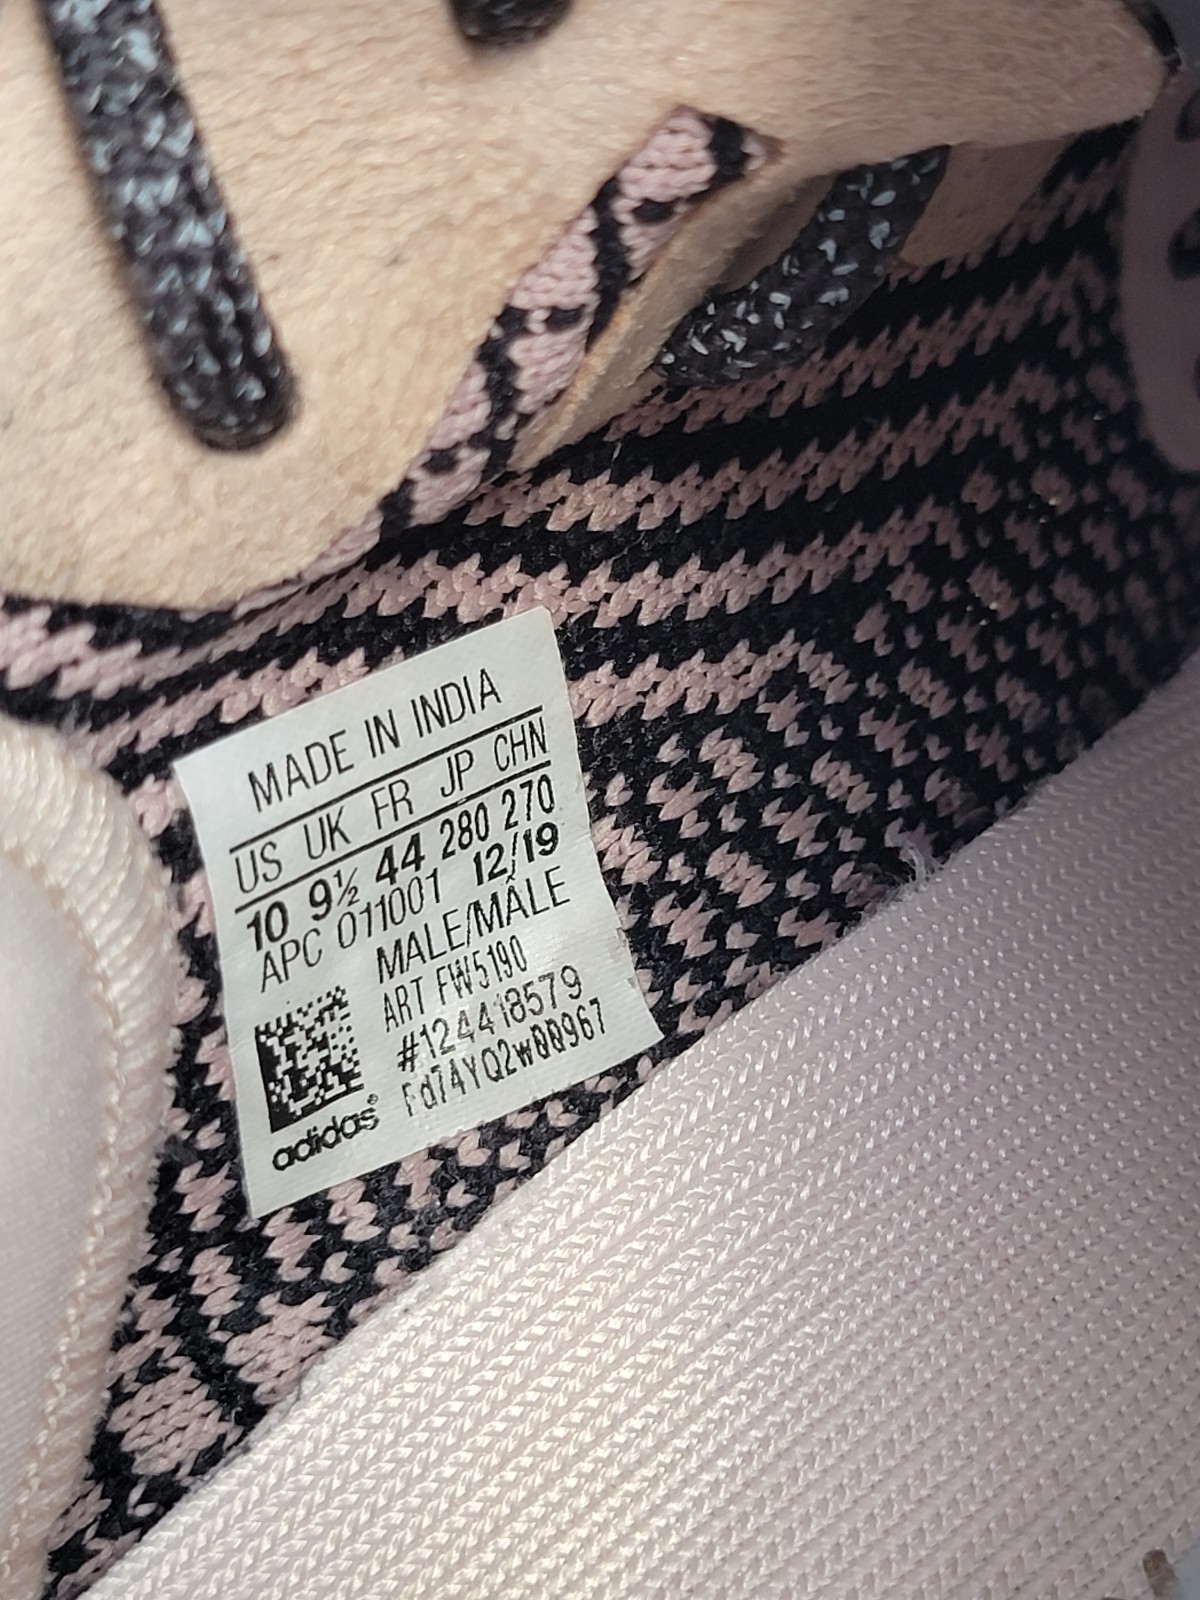 MADE IN INDIA
US UK FR JP CHN
10 9½ 44 280 270
APC 011001 12/19
MALE/MÂLE
ART FW5190
#124418579
Fd74YQ2w00967
adidas®